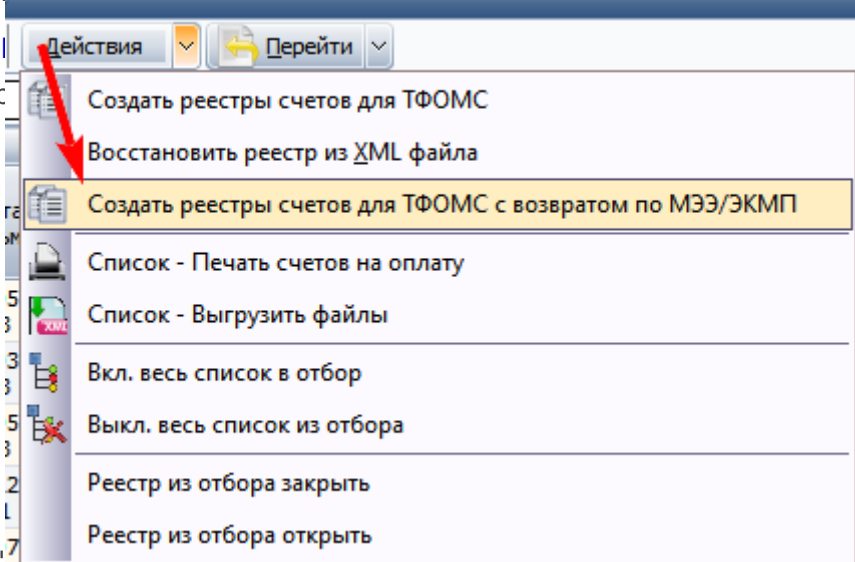 Действия
Перейти
Создать реестры счетов для ТФОМС
Восстановить реестр из XML файла
Создать реестры счетов для ТФОМС с возвратом по МЭЭ/ЭКМП
Список - Печать счетов на оплату
Список - Выгрузить файлы
XML
Вкл. весь список в отбор
Выкл. весь список из отбора
Реестр из отбора закрыть
Реестр из отбора открыть